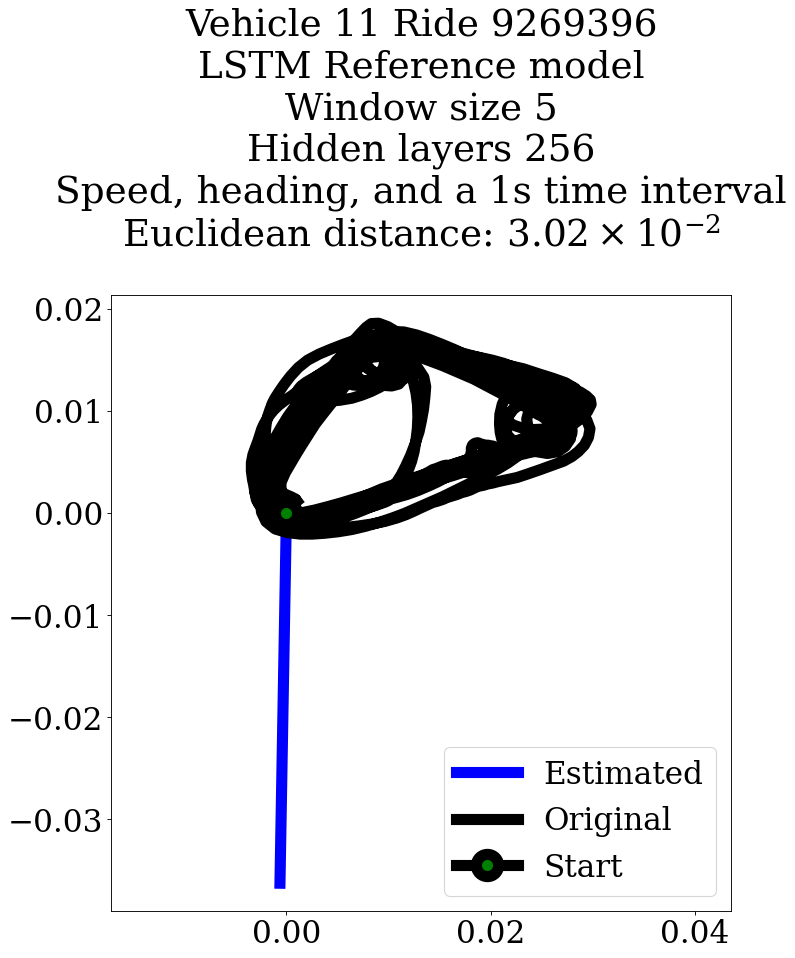 Vehicle 11 Ride 9269396
LSTM Reference model
Window size 5
Hidden layers 256
Speed, heading, and a 1s time interval
Euclidean distance: 3.02 × 10⁻²
0.02
0.01
0.00
−0.01
−0.02
−0.03
Estimated
Original
Start
0.00 0.02 0.04